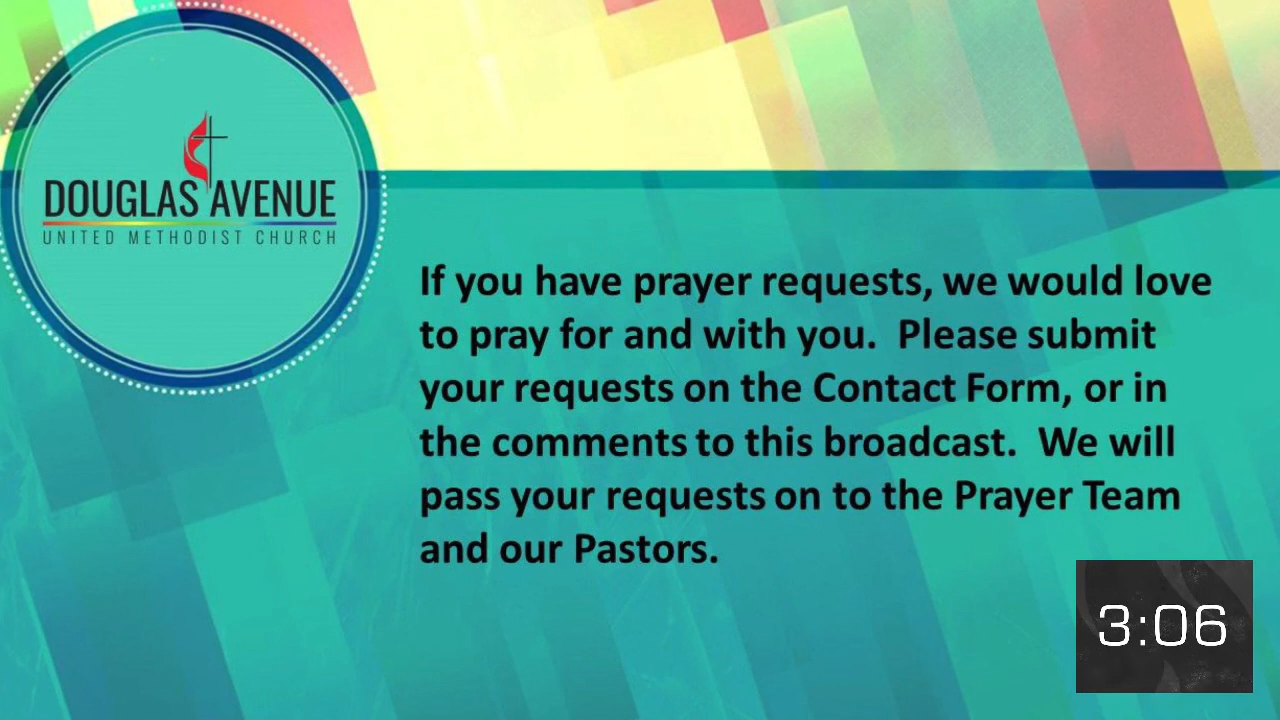 DOUGLAS AVENUE
UNITED METHODIST CHURCH
If you have prayer requests, we would love
to pray for and with you.  Please submit
your requests on the Contact Form, or in
the comments to this broadcast.  We will
pass your requests on to the Prayer Team
and our Pastors.
3:06